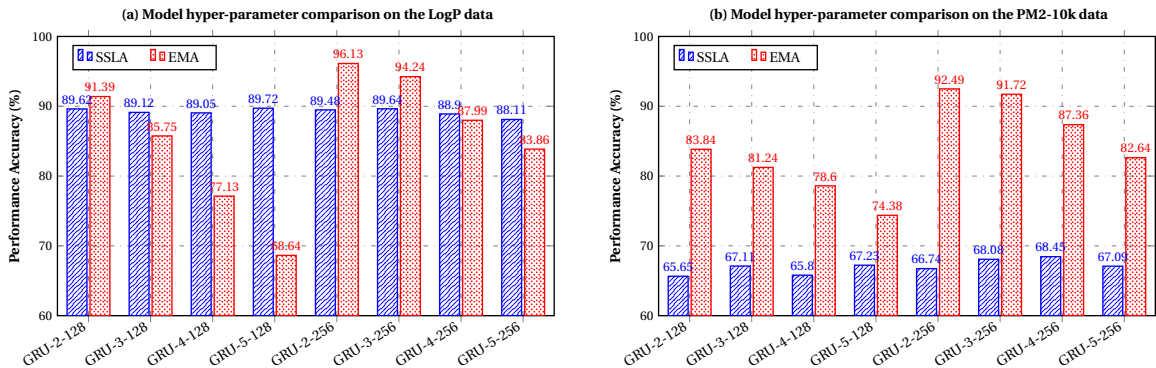 (a) Model hyper-parameter comparison on the LogP data
Performance Accuracy (%)
100
90
80
70
60
SSLA EMA
89.62 91.39 89.12 85.75 89.05 77.13 89.72 68.64 89.48 96.13 89.64 94.24 88.9 87.99 88.11 83.86
GRU-2-128 GRU-3-128 GRU-4-128 GRU-5-128 GRU-2-256 GRU-3-256 GRU-4-256 GRU-5-256
(b) Model hyper-parameter comparison on the PM2-10k data
Performance Accuracy (%)
100
90
80
70
60
SSLA EMA
65.65 83.84 67.11 81.24 65.8 78.6 67.23 74.38 66.74 92.49 68.08 91.72 68.45 87.36 67.09 82.64
GRU-2-128 GRU-3-128 GRU-4-128 GRU-5-128 GRU-2-256 GRU-3-256 GRU-4-256 GRU-5-256